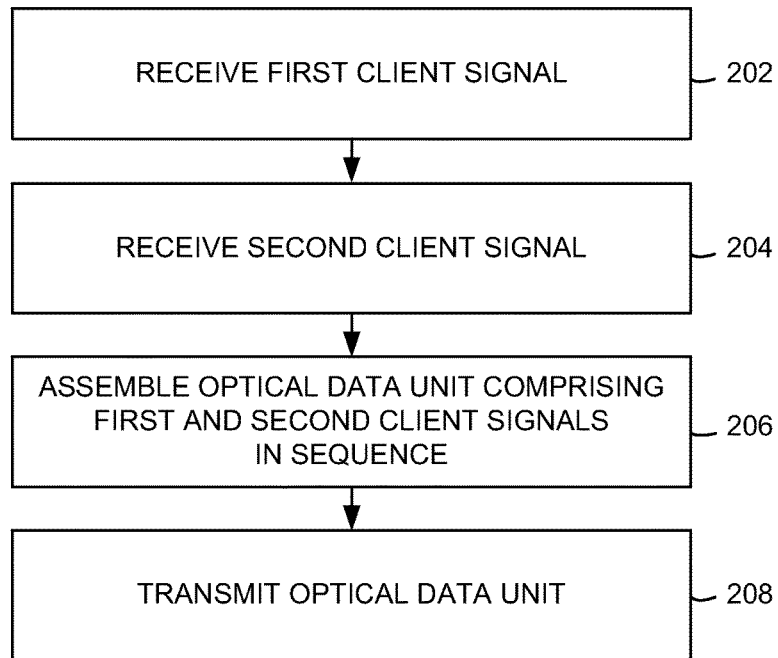 RECEIVE FIRST CLIENT SIGNAL
202
RECEIVE SECOND CLIENT SIGNAL
204
ASSEMBLE OPTICAL DATA UNIT COMPRISING
FIRST AND SECOND CLIENT SIGNALS
IN SEQUENCE
206
TRANSMIT OPTICAL DATA UNIT
208